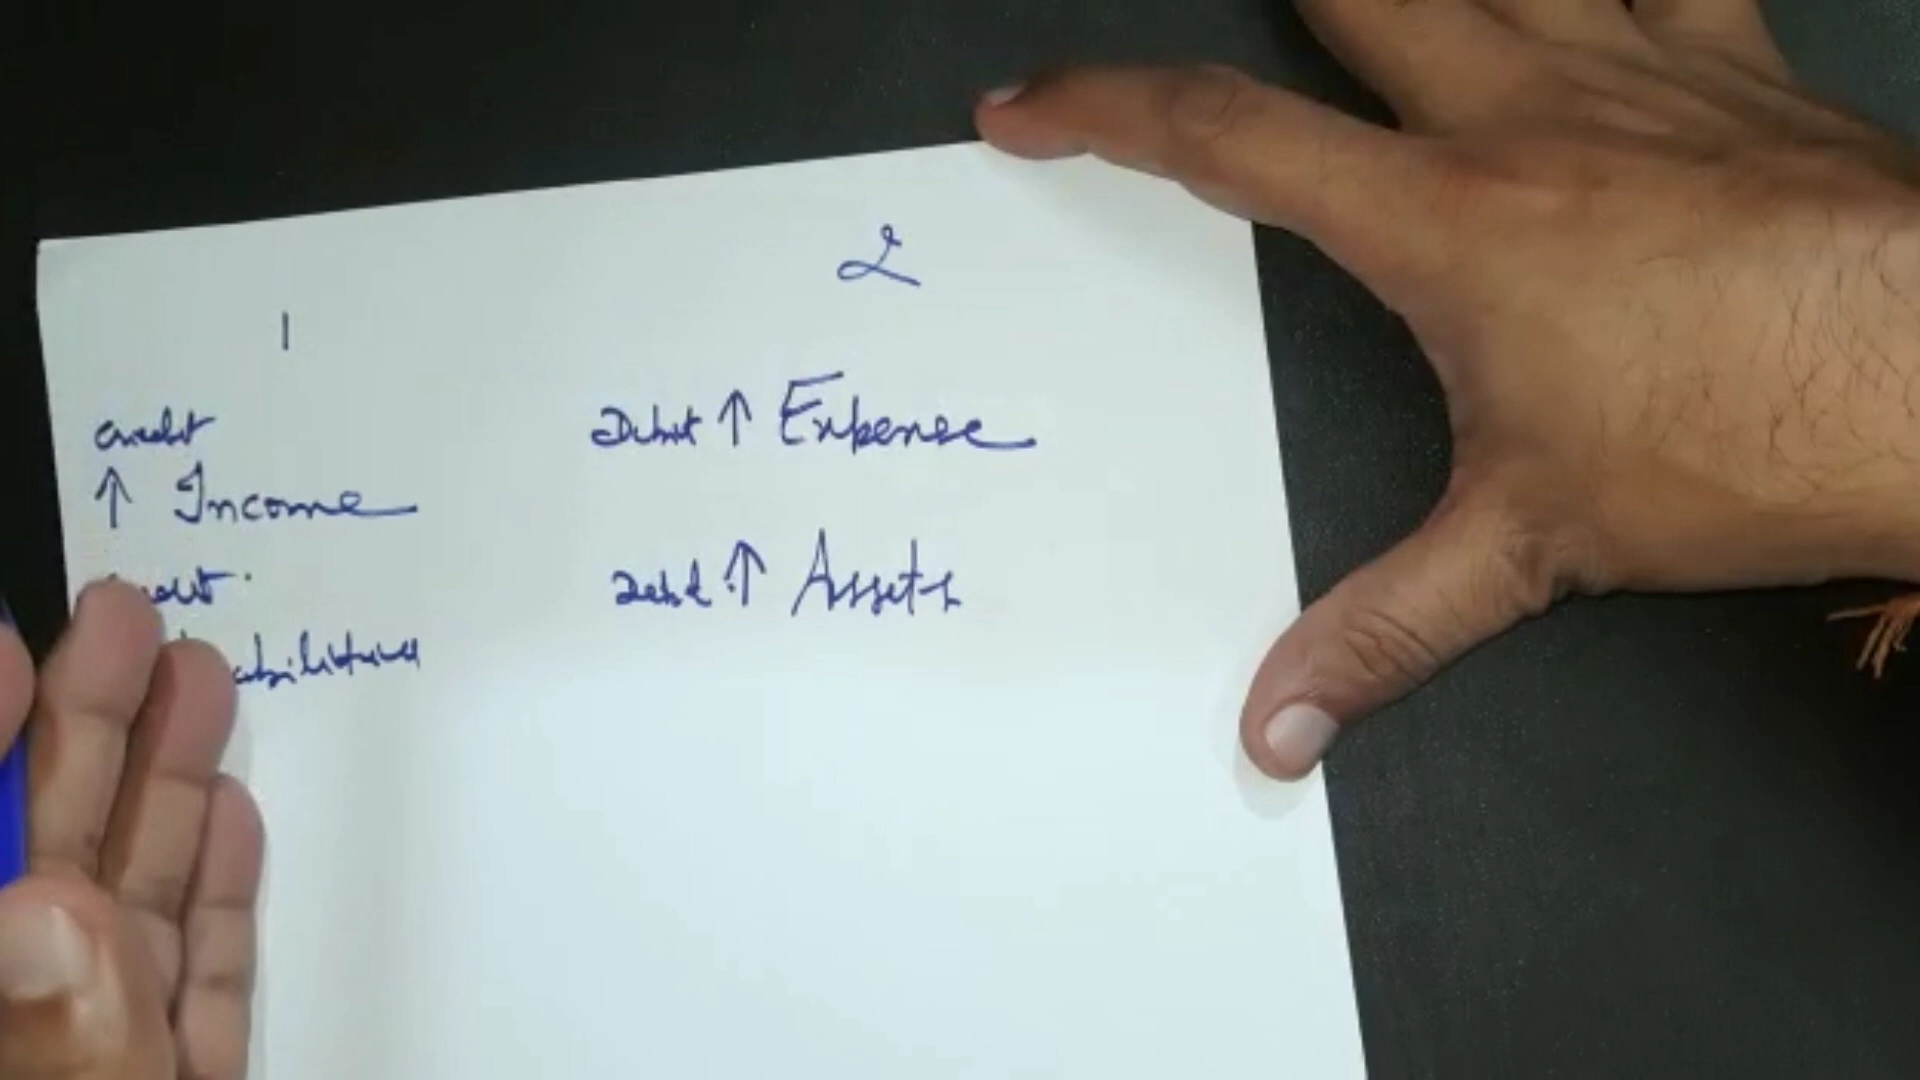 1
credit
↑ Income
2
Debit ↑ Expense
Debit ↑ Assets